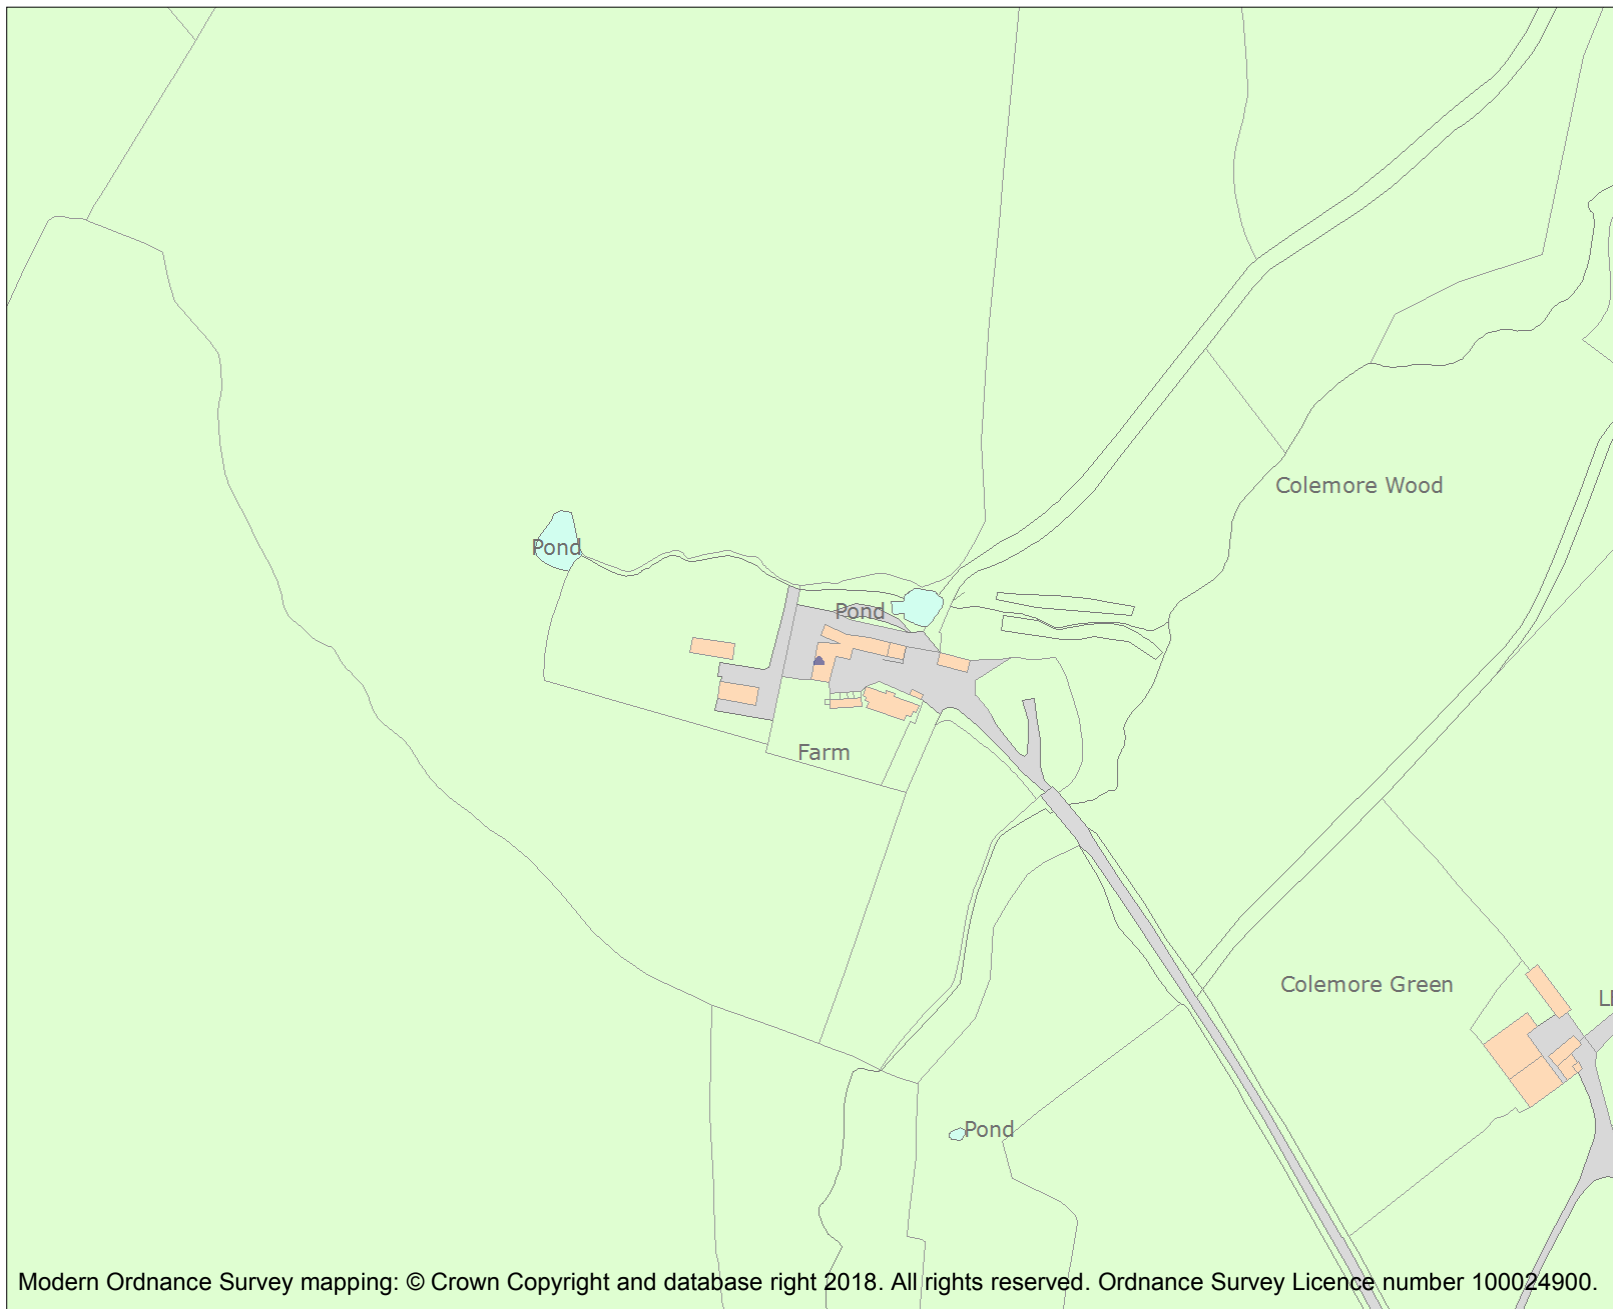 Colemore Wood
Pond
Pond
Farm
Colemore Green
Pond
Modern Ordnance Survey mapping: © Crown Copyright and database right 2018. All rights reserved. Ordnance Survey Licence number 100024900.